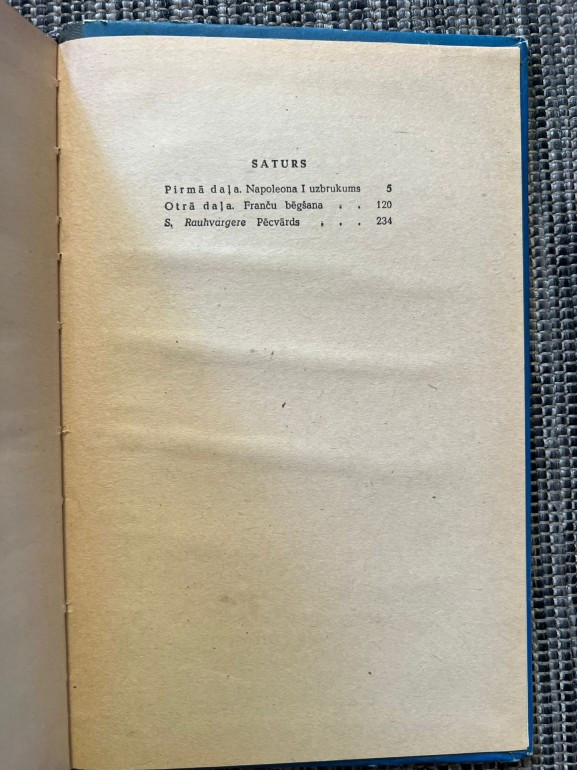 SATURS
Pirmā daļa. Napoleona I uzbrukums 5
Otrā daļa. Franču bēgšana . . 120
S. Rauhvargere Pēcvārds . . . 234